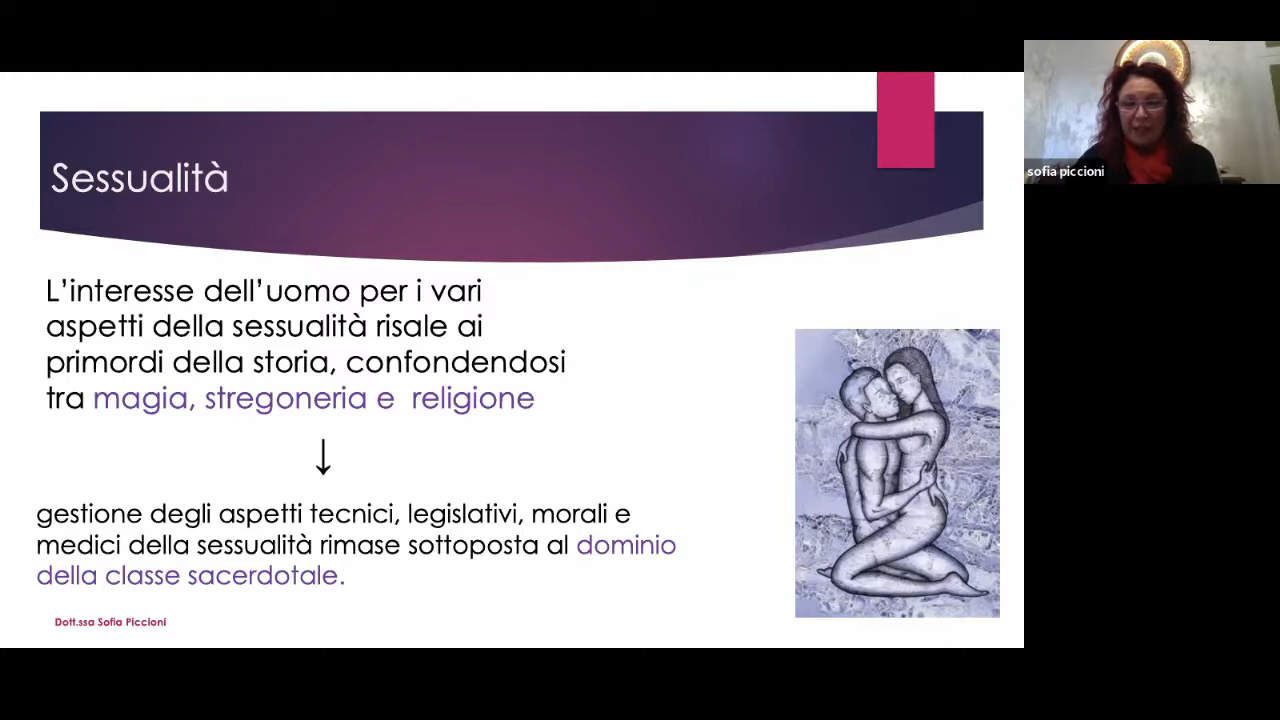 Sessualità
L’interesse dell’uomo per i vari
aspetti della sessualità risale ai
primordi della storia, confondendosi
tra magia, stregoneria e religione
↓
gestione degli aspetti tecnici, legislativi, morali e
medici della sessualità rimase sottoposta al dominio
della classe sacerdotale.
Dott.ssa Sofia Piccioni
sofia piccioni